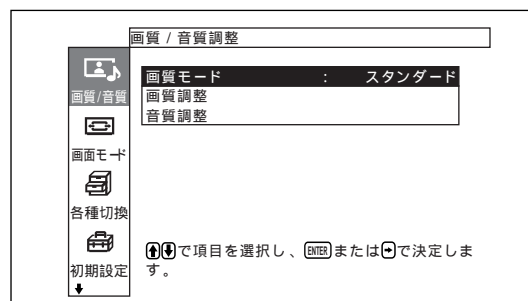 画質 / 音質調整
画質/音質
画面モード
各種切換
初期設定
画質モード : スタンダード
画質調整
音質調整
で項目を選択し、ENTERまたはで決定しま
す。